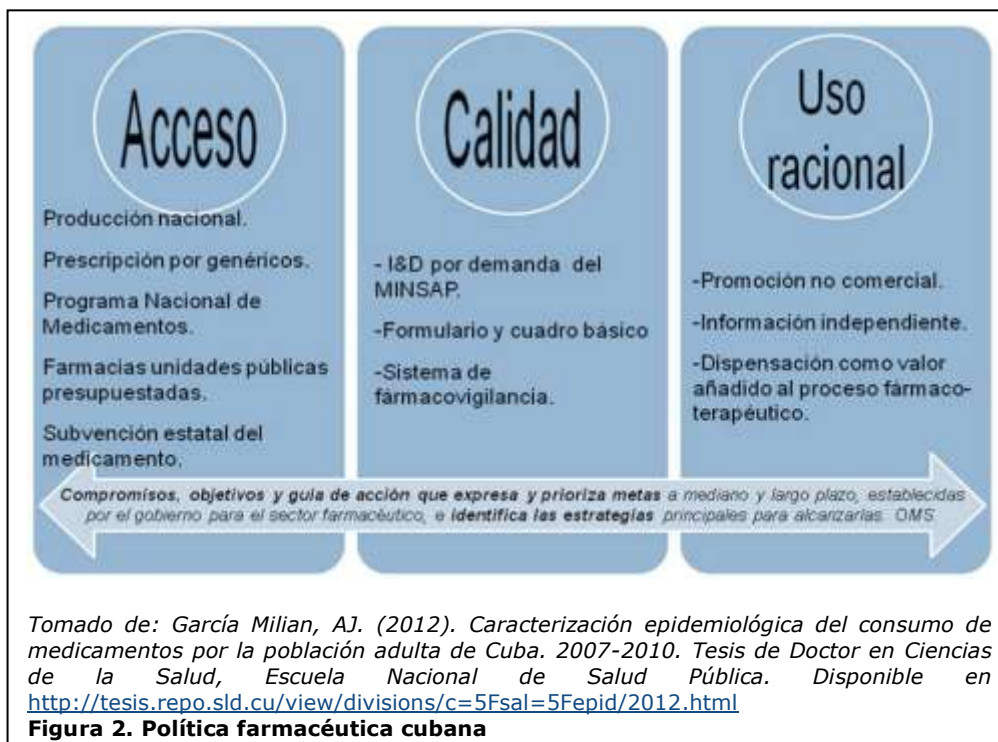 Acceso
Producción nacional.
Prescripción por genéricos.
Programa Nacional de
Medicamentos.
Farmacias unidades públicas
presupuestadas.
Subvención estatal del
medicamento.
Calidad
- I&D por demanda del
MINSAP.
-Formulario y cuadro básico
-Sistema de
fármacovigilancia.
Uso
racional
-Promoción no comercial.
-Información independiente.
-Dispensación como valor
añadido al proceso fármaco-
terapéutico.
Compromisos, objetivos y guía de acción que expresa y prioriza metas a mediano y largo plazo, establecidas
por el gobierno para el sector farmacéutico, e identifica las estrategias principales para alcanzarlas. OMS
Tomado de: García Milian, AJ. (2012). Caracterización epidemiológica del consumo de
medicamentos por la población adulta de Cuba. 2007-2010. Tesis de Doctor en Ciencias
de la Salud, Escuela Nacional de Salud Pública. Disponible en
http://tesis.repo.sld.cu/view/divisions/c=5Fsal=5Fepid/2012.html
Figura 2. Política farmacéutica cubana